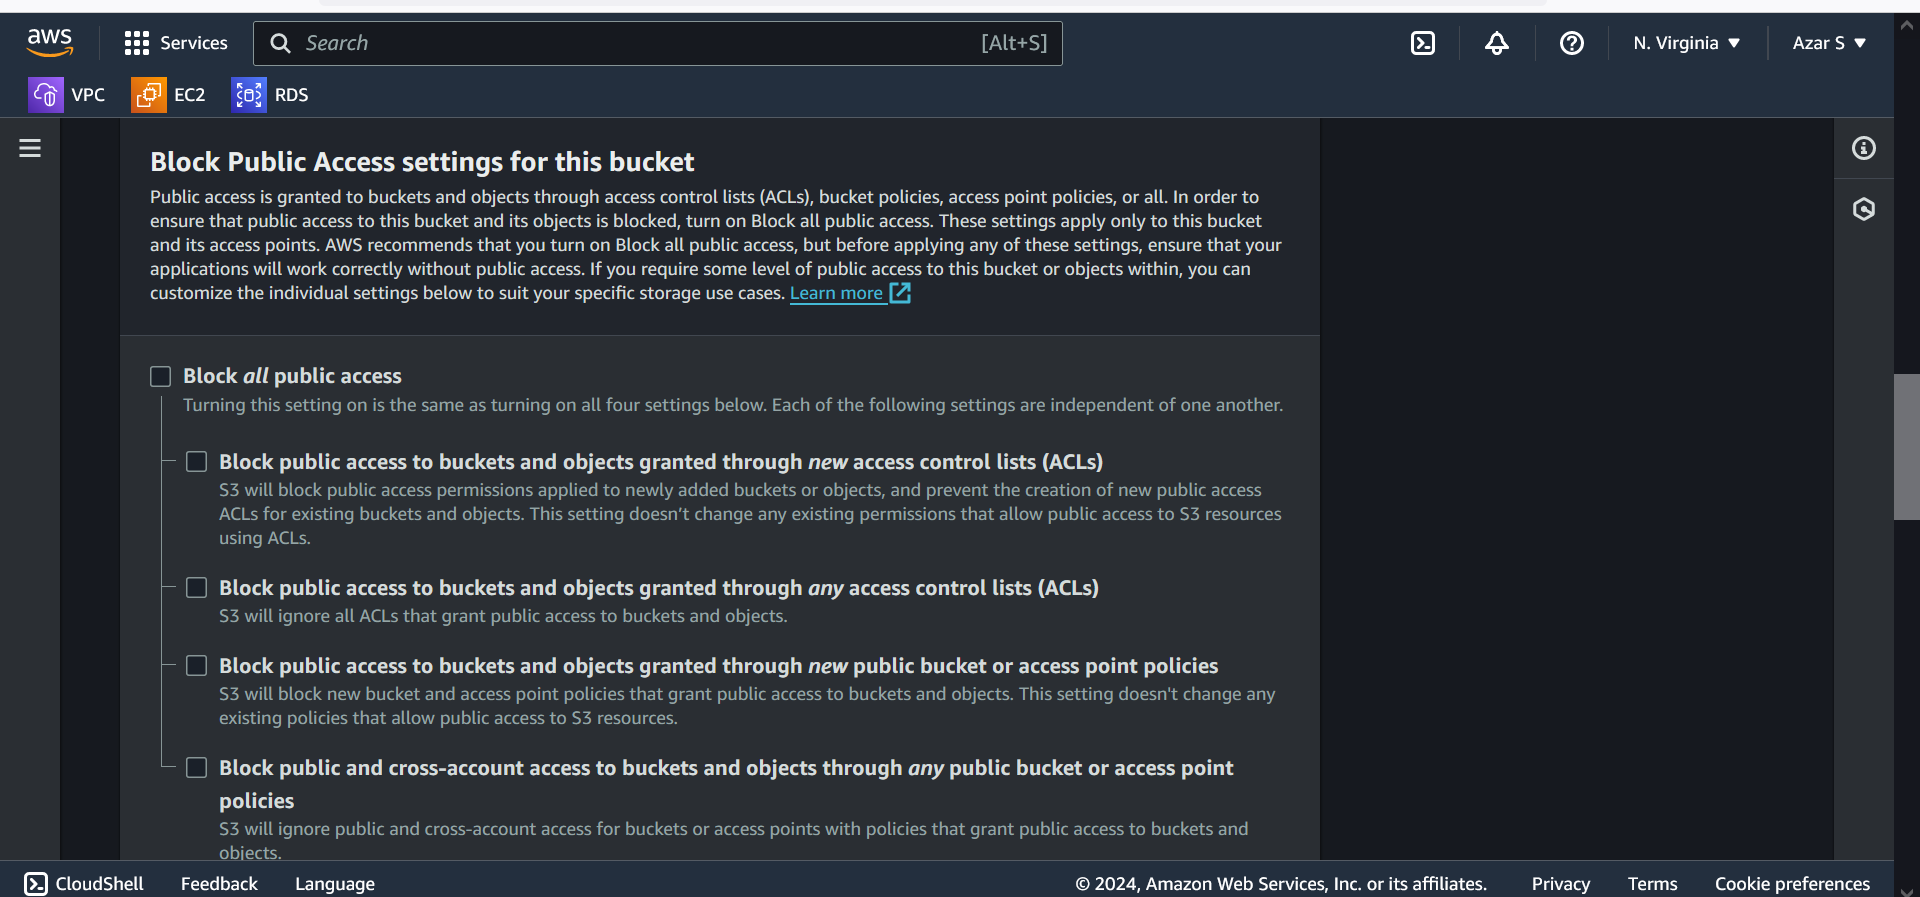 aws
Services
Search
[Alt+S]
N. Virginia
Azar S
VPC
EC2
RDS
Block Public Access settings for this bucket
Public access is granted to buckets and objects through access control lists (ACLs), bucket policies, access point policies, or all. In order to
ensure that public access to this bucket and its objects is blocked, turn on Block all public access. These settings apply only to this bucket
and its access points. AWS recommends that you turn on Block all public access, but before applying any of these settings, ensure that your
applications will work correctly without public access. If you require some level of public access to this bucket or objects within, you can
customize the individual settings below to suit your specific storage use cases. Learn more
Block all public access
Turning this setting on is the same as turning on all four settings below. Each of the following settings are independent of one another.
Block public access to buckets and objects granted through new access control lists (ACLs)
S3 will block public access permissions applied to newly added buckets or objects, and prevent the creation of new public access
ACLs for existing buckets and objects. This setting doesn’t change any existing permissions that allow public access to S3 resources
using ACLs.
Block public access to buckets and objects granted through any access control lists (ACLs)
S3 will ignore all ACLs that grant public access to buckets and objects.
Block public access to buckets and objects granted through new public bucket or access point policies
S3 will block new bucket and access point policies that grant public access to buckets and objects. This setting doesn't change any
existing policies that allow public access to S3 resources.
Block public and cross-account access to buckets and objects through any public bucket or access point
policies
S3 will ignore public and cross-account access for buckets or access points with policies that grant public access to buckets and
objects.
CloudShell
Feedback
Language
© 2024, Amazon Web Services, Inc. or its affiliates.
Privacy
Terms
Cookie preferences